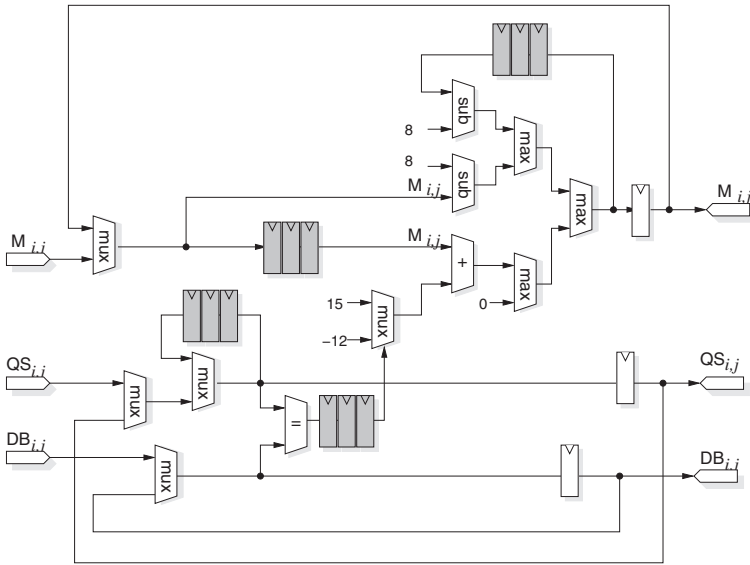 8
sub
max
8
M i,j
sub
max
M i,j
M i,j
mux
M i,j
+
max
0
15
-12
mux
QS i,j
mux
mux
QS i,j
=
DB i,j
mux
DB i,j